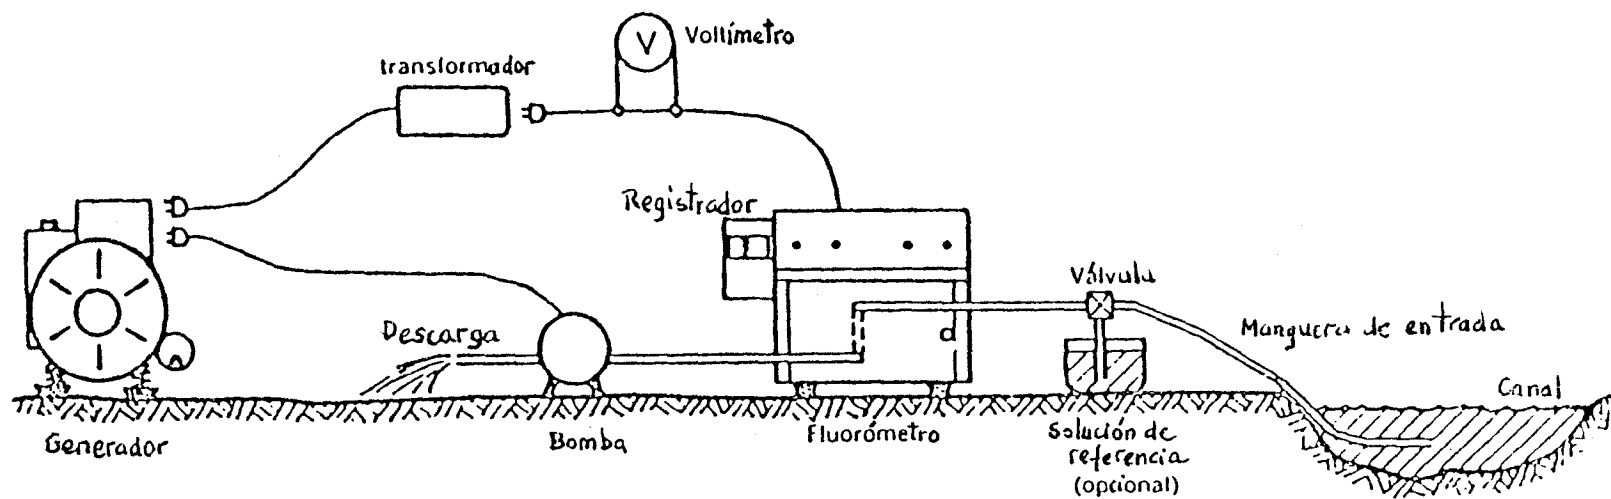 Voltímetro
V
transformador
Registrador
Válvula
Descarga
Manguera de entrada
Canal
Generador
Bomba
Fluorómetro
Solución de
referencia
(opcional)